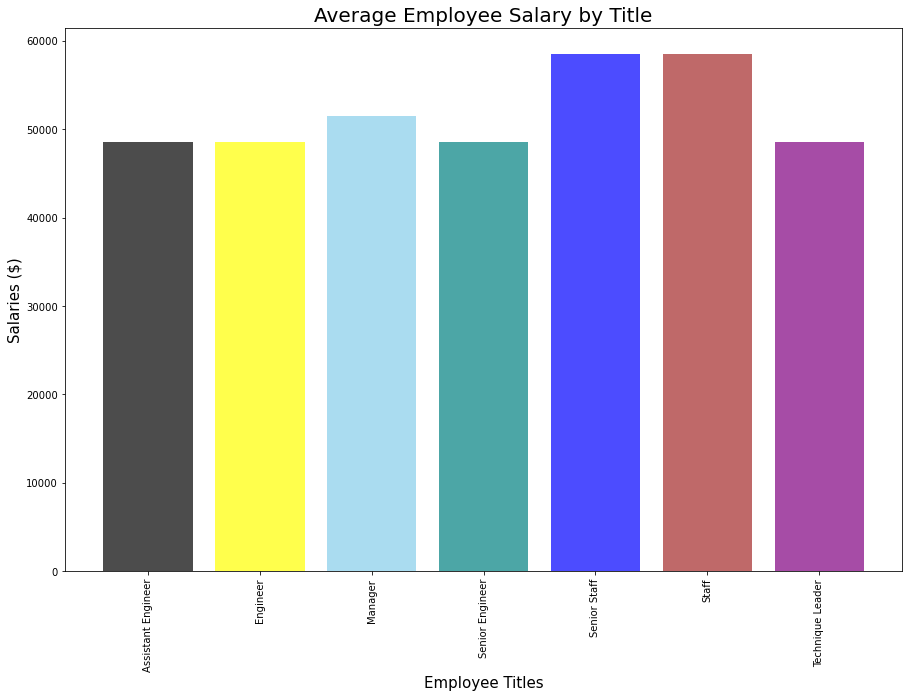 Average Employee Salary by Title
Salaries ($)
60000
50000
40000
30000
20000
10000
0
Assistant Engineer
Engineer
Manager
Senior Engineer
Senior Staff
Staff
Technique Leader
Employee Titles